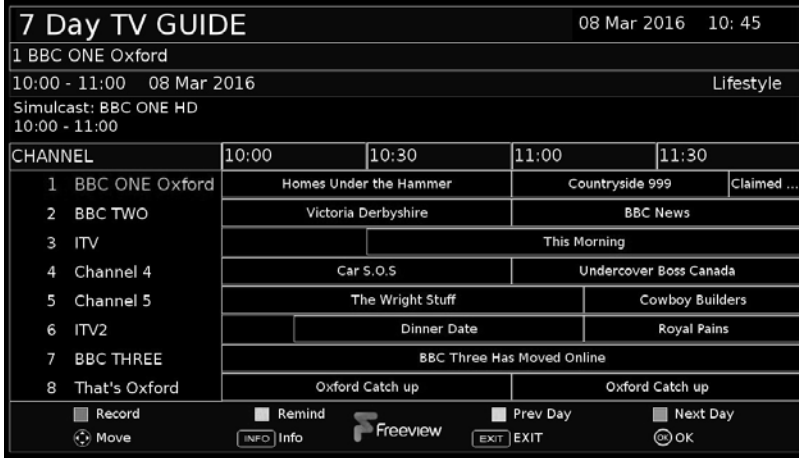 7 Day TV GUIDE 08 Mar 2016 10: 45
1 BBC ONE Oxford
10:00 - 11:00 08 Mar 2016 Lifestyle
Simulcast: BBC ONE HD
10:00 - 11:00
CHANNEL 10:00 10:30 11:00 11:30
1 BBC ONE Oxford Homes Under the Hammer Countryside 999 Claimed ...
2 BBC TWO Victoria Derbyshire BBC News
3 ITV This Morning
4 Channel 4 Car S.O.S Undercover Boss Canada
5 Channel 5 The Wright Stuff Cowboy Builders
6 ITV2 Dinner Date Royal Pains
7 BBC THREE BBC Three Has Moved Online
8 That's Oxford Oxford Catch up Oxford Catch up
Record Remind Freeview Prev Day Next Day
Move INFO Info EXIT EXIT OK OK